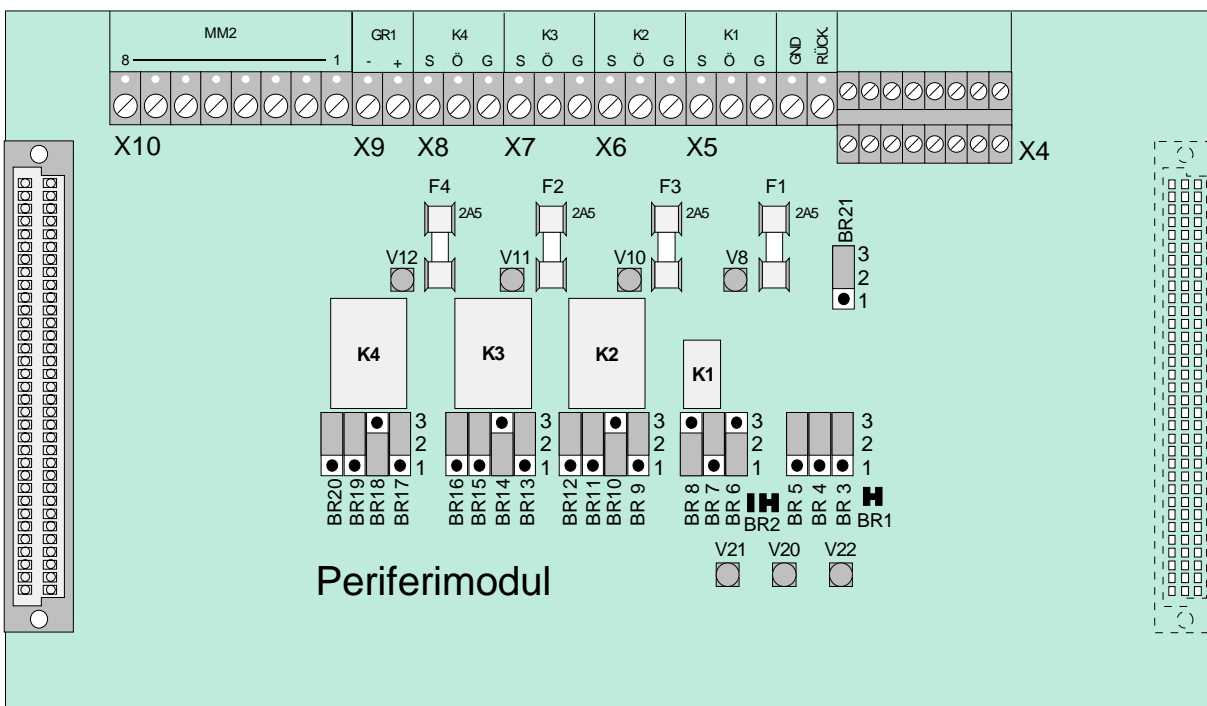 MM2 GR1 K4 K3 K2 K1
8 1 - + S Ö G S Ö G S Ö G S Ö G GND RÜCK.
X10 X9 X8 X7 X6 X5 X4
F4 F2 F3 F1
2A5 2A5 2A5 2A5 BR21
V12 V11 V10 V8
3
2
1
K4 K3 K2 K1
3 3 3 3 3
2 2 2 2 2
1 1 1 1 1
BR20 BR19 BR18 BR17 BR16 BR15 BR14 BR13 BR12 BR11 BR10 BR 9 BR 8 BR 7 BR 6 BR2 BR 5 BR 4 BR 3 BR1
V21 V20 V22
Periferimodul